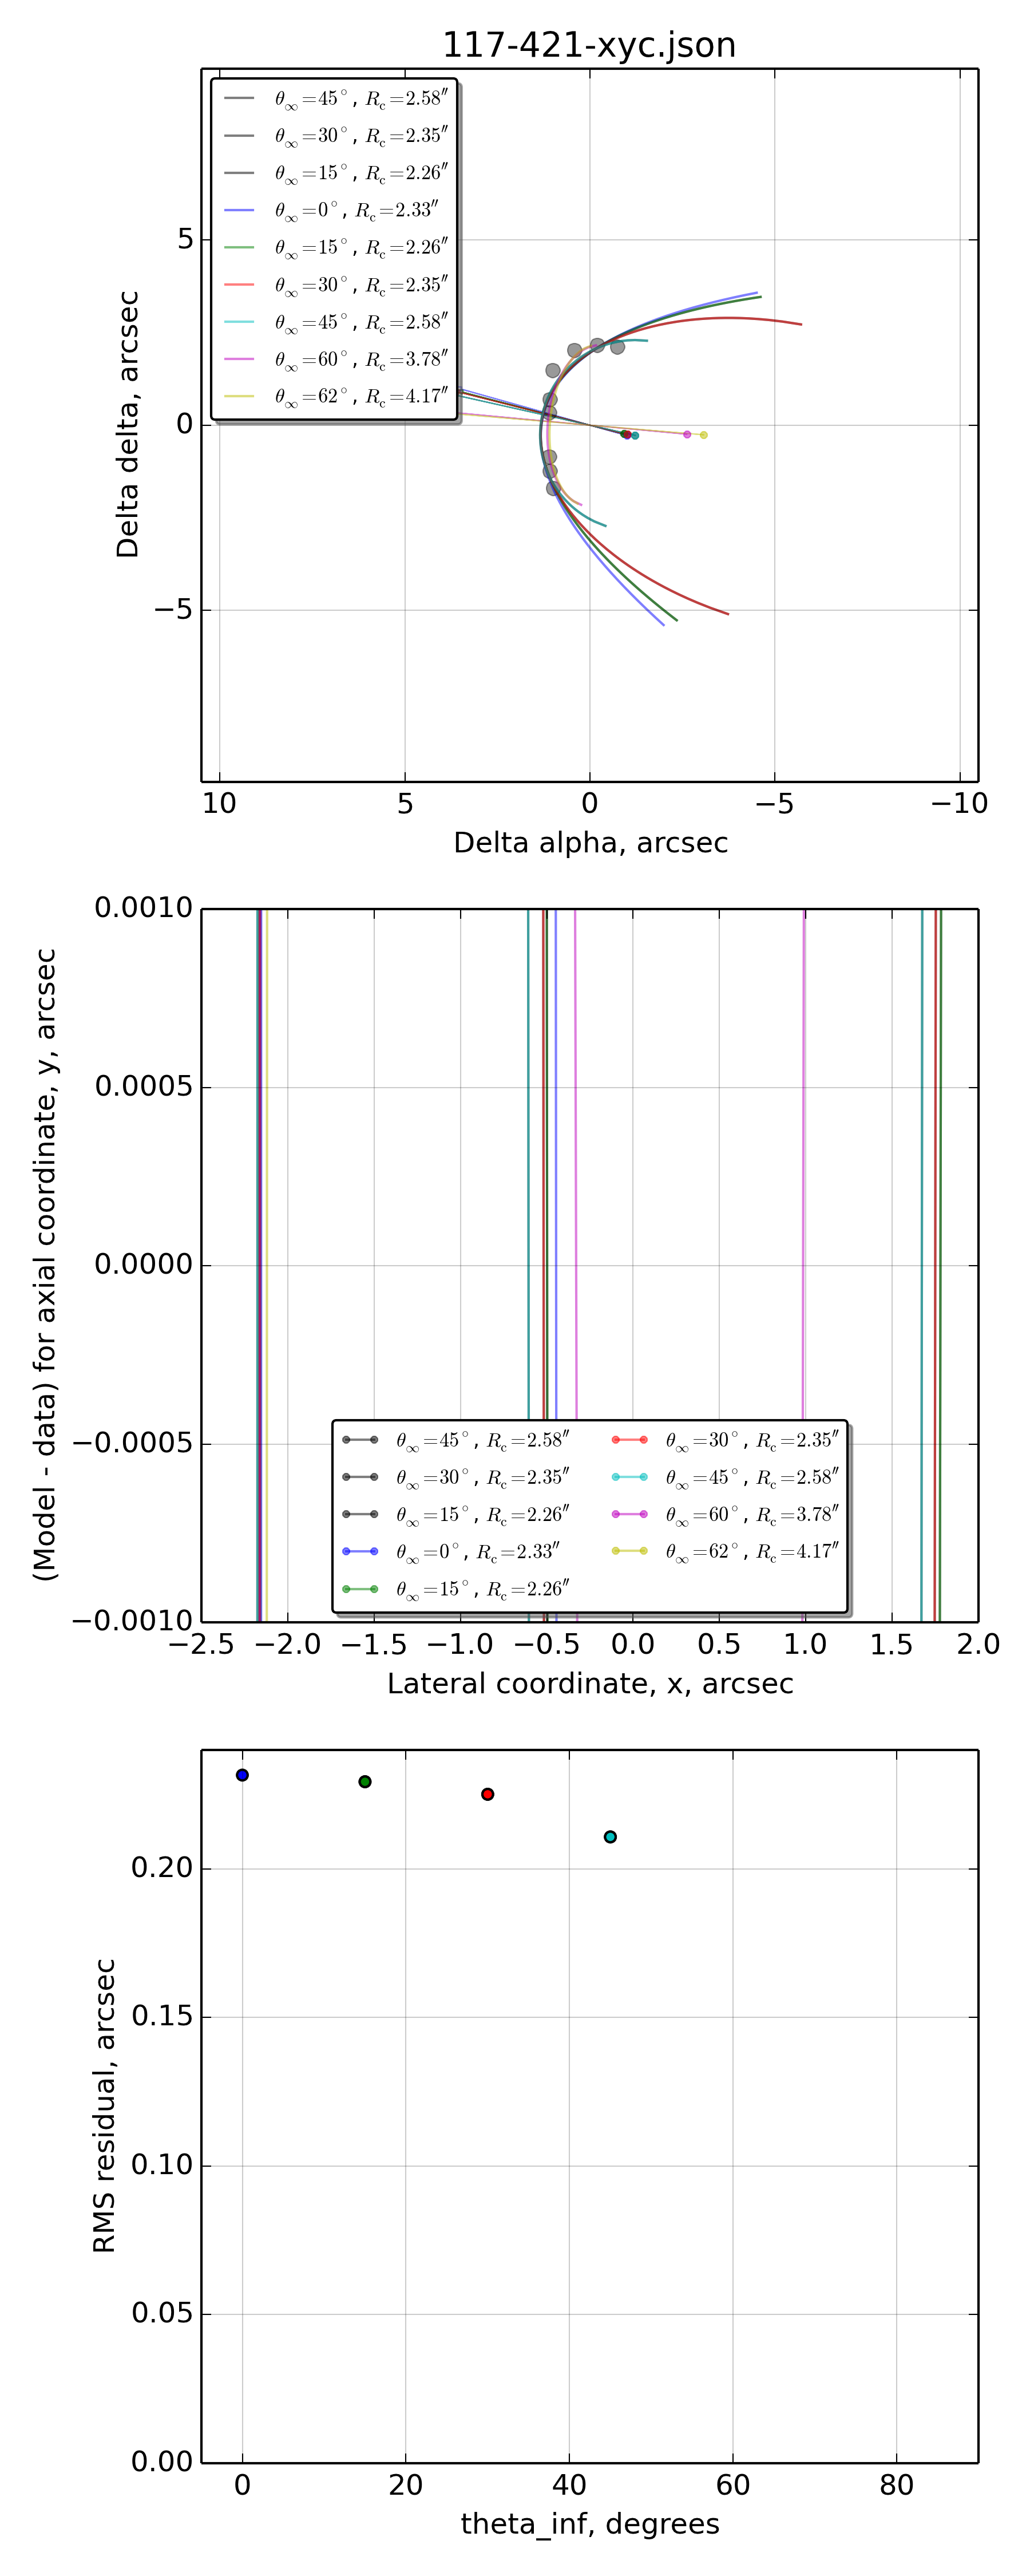 117-421-xyc.json
θ∞=45°, Rc=2.58″
θ∞=30°, Rc=2.35″
θ∞=15°, Rc=2.26″
θ∞=0°, Rc=2.33″
θ∞=15°, Rc=2.26″
θ∞=30°, Rc=2.35″
θ∞=45°, Rc=2.58″
θ∞=60°, Rc=3.78″
θ∞=62°, Rc=4.17″
5
0
−5
Delta delta, arcsec
10 5 0 −5 −10
Delta alpha, arcsec
0.0010
0.0005
0.0000
−0.0005
−0.0010
(Model - data) for axial coordinate, y, arcsec
θ∞=45°, Rc=2.58″ θ∞=30°, Rc=2.35″
θ∞=30°, Rc=2.35″ θ∞=45°, Rc=2.58″
θ∞=15°, Rc=2.26″ θ∞=60°, Rc=3.78″
θ∞=0°, Rc=2.33″ θ∞=62°, Rc=4.17″
θ∞=15°, Rc=2.26″
−2.5 −2.0 −1.5 −1.0 −0.5 0.0 0.5 1.0 1.5 2.0
Lateral coordinate, x, arcsec
0.20
0.15
0.10
0.05
0.00
RMS residual, arcsec
0 20 40 60 80
theta_inf, degrees